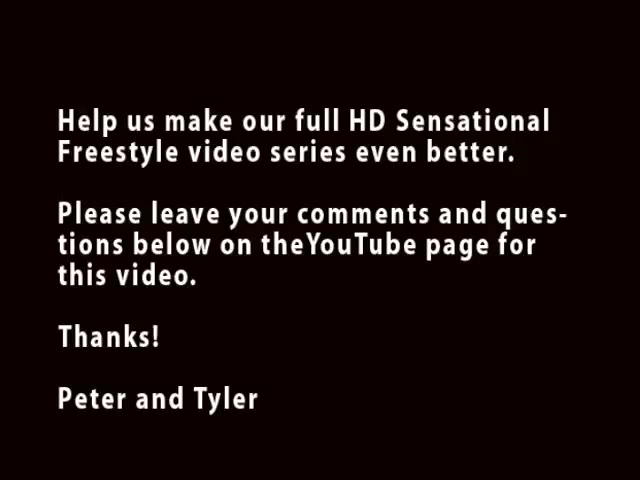 Help us make our full HD Sensational
Freestyle video series even better.
Please leave your comments and ques-
tions below on theYouTube page for
this video.
Thanks!
Peter and Tyler